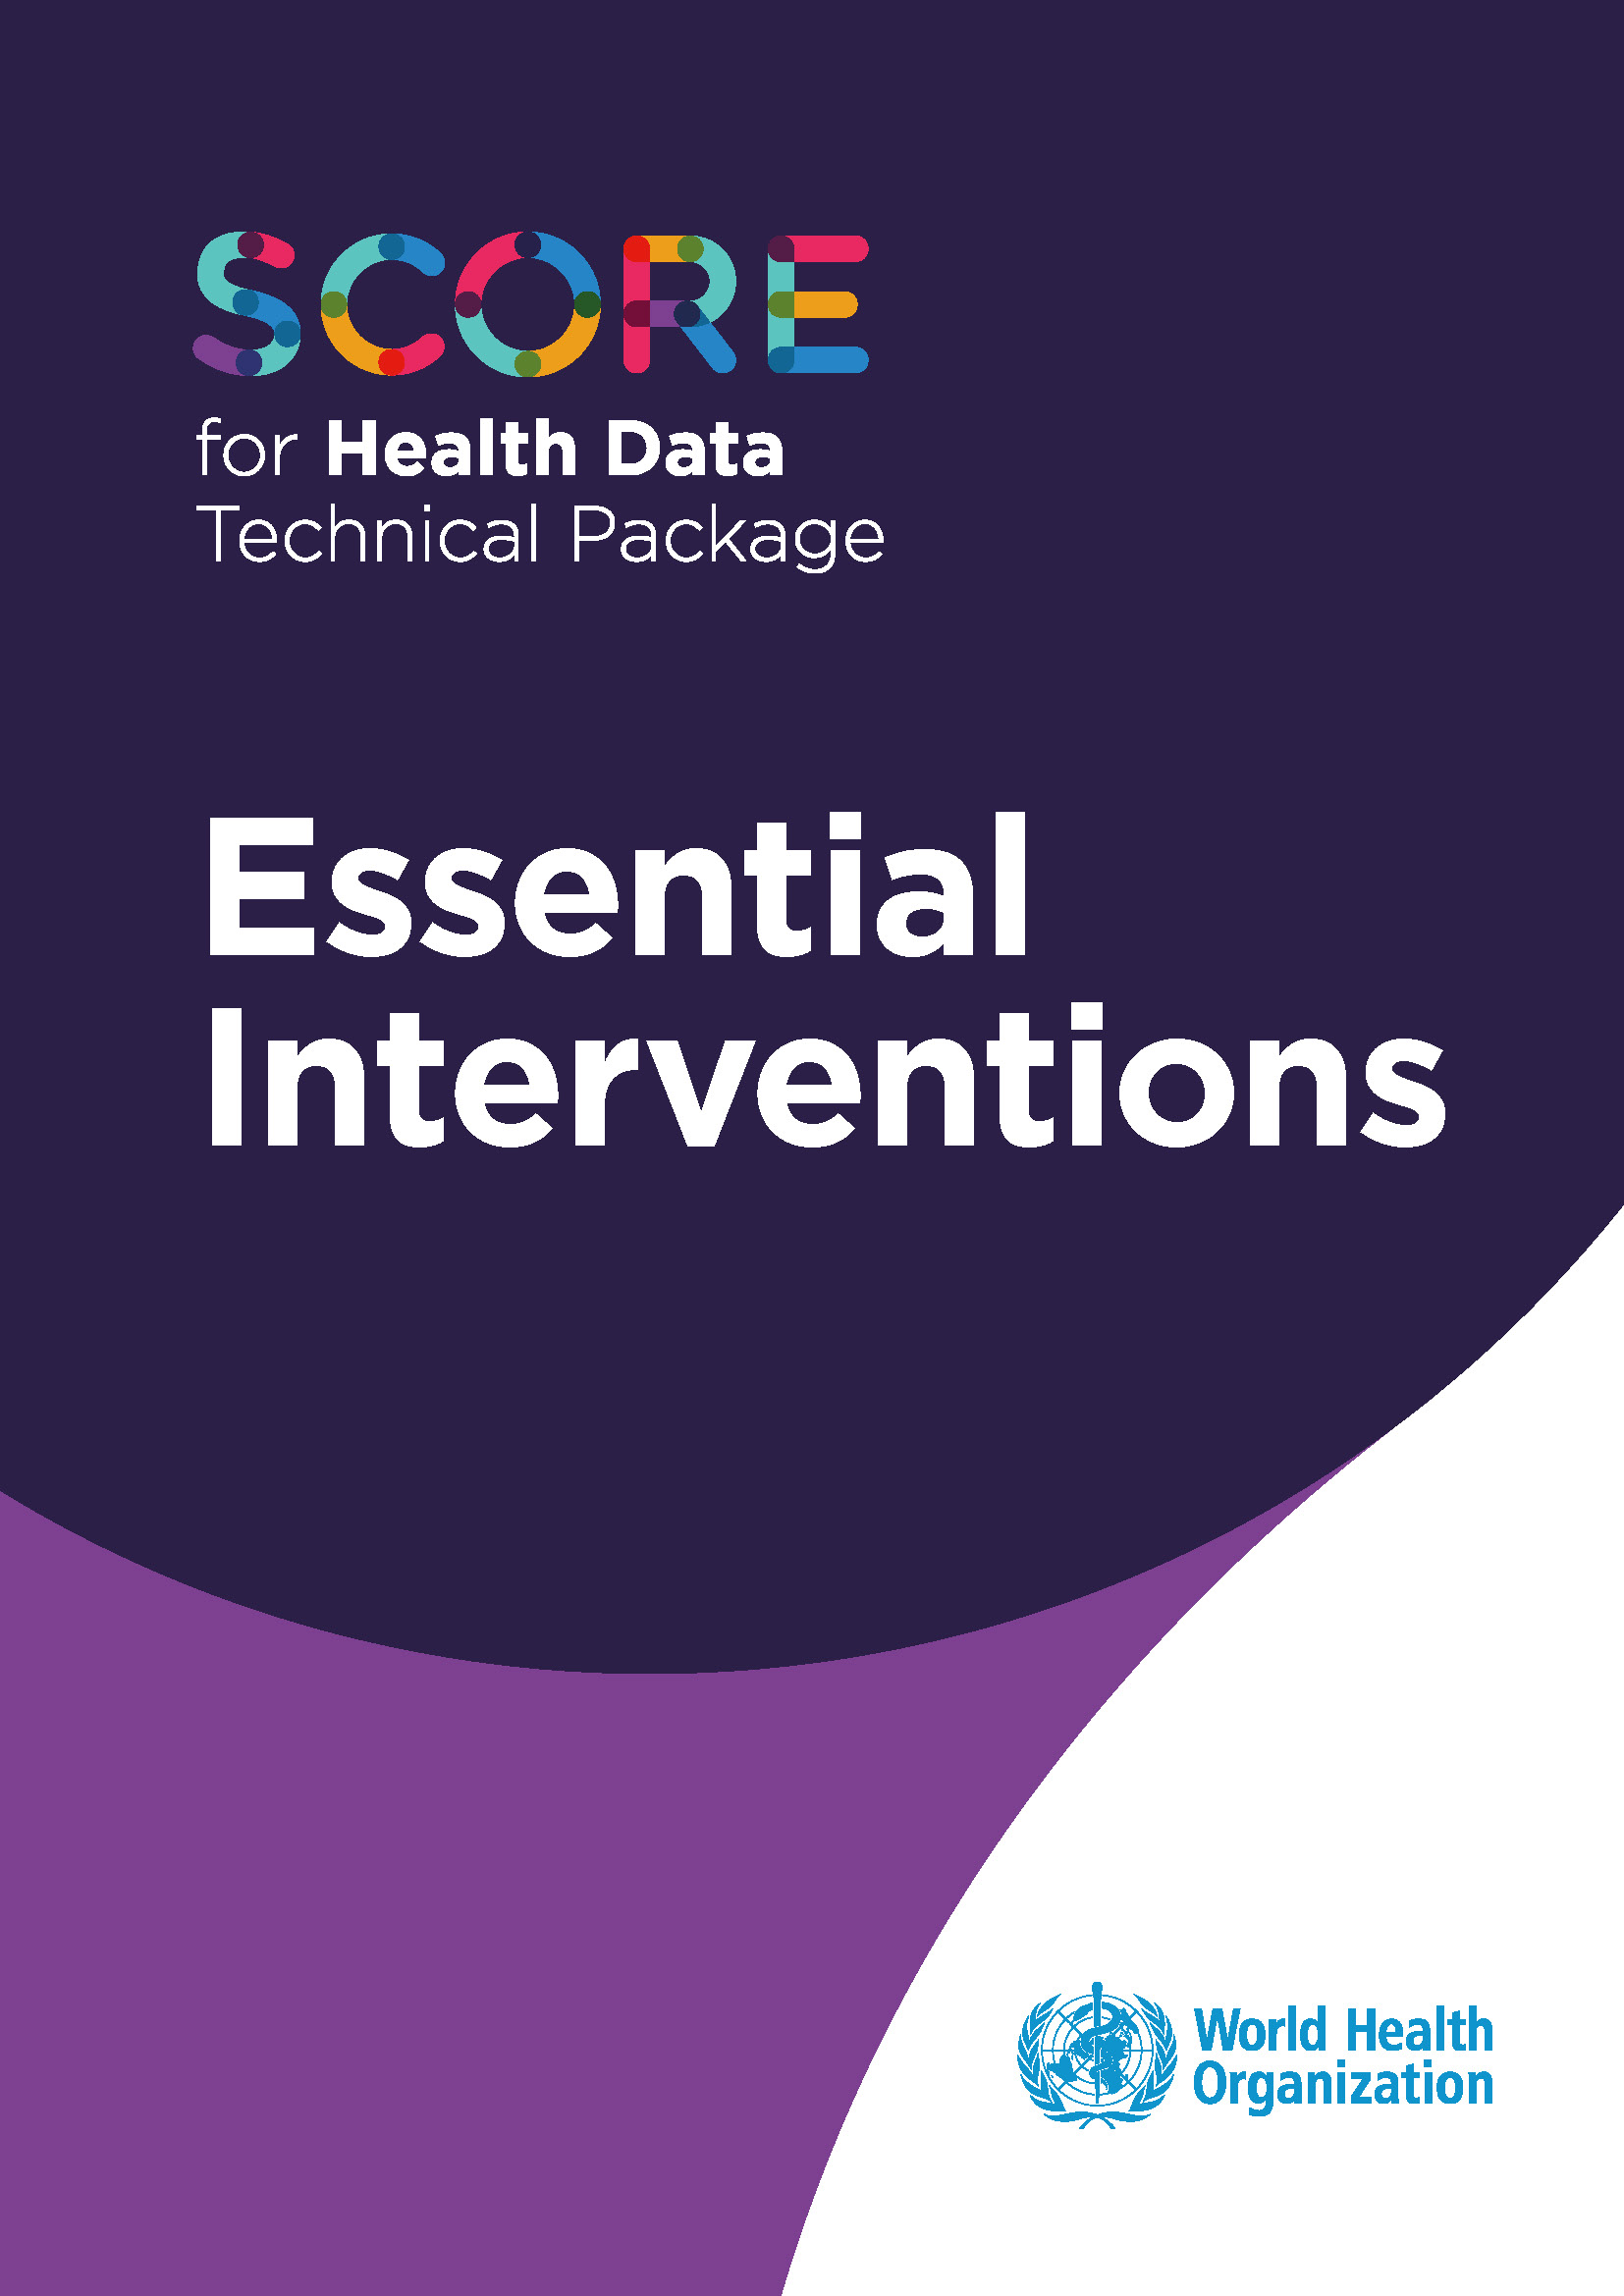 SCORE
for Health Data
Technical Package
Essential
Interventions
World Health
Organization